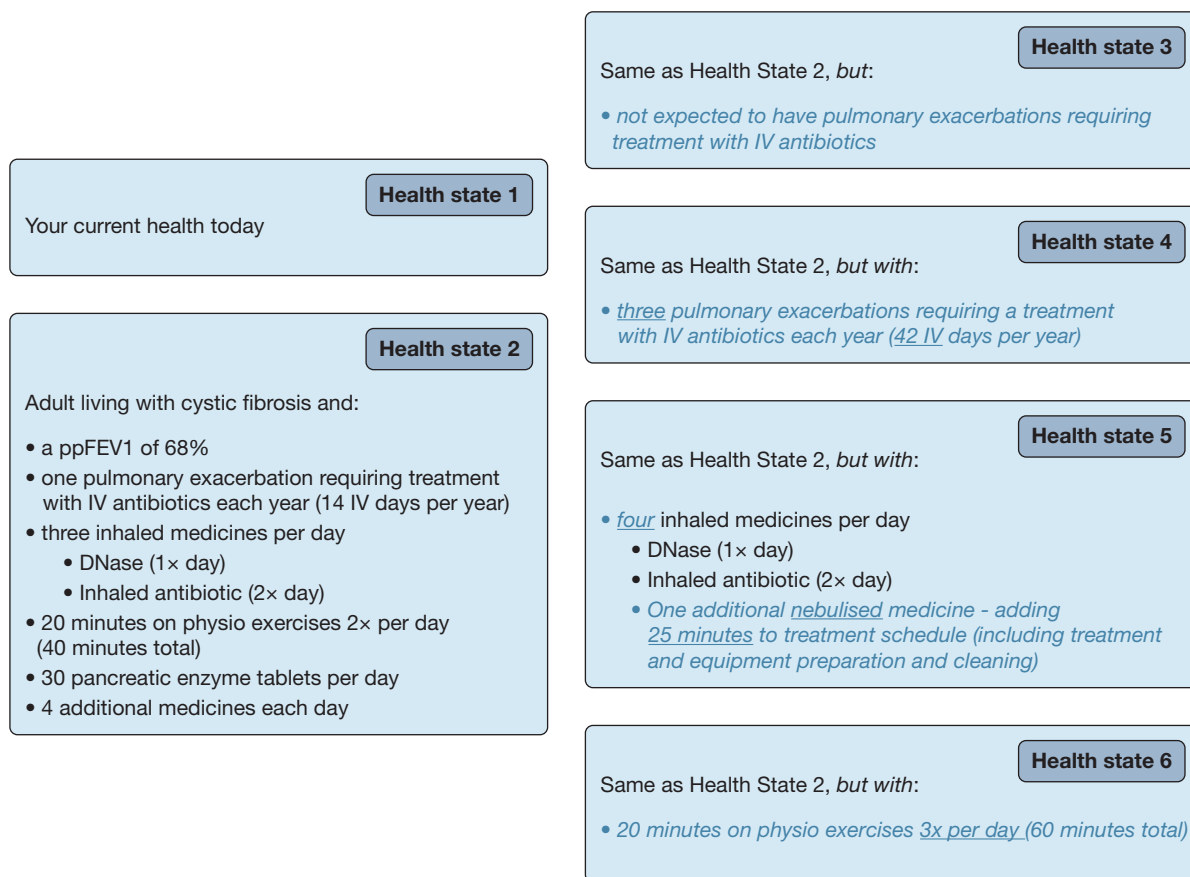 Health state 1
Your current health today
Health state 2
Adult living with cystic fibrosis and:
• a ppFEV1 of 68%
• one pulmonary exacerbation requiring treatment
with IV antibiotics each year (14 IV days per year)
• three inhaled medicines per day
• DNase (1× day)
• Inhaled antibiotic (2× day)
• 20 minutes on physio exercises 2× per day
(40 minutes total)
• 30 pancreatic enzyme tablets per day
• 4 additional medicines each day
Health state 3
Same as Health State 2, but:
• not expected to have pulmonary exacerbations requiring
treatment with IV antibiotics
Health state 4
Same as Health State 2, but with:
• three pulmonary exacerbations requiring a treatment
with IV antibiotics each year (42 IV days per year)
Health state 5
Same as Health State 2, but with:
• four inhaled medicines per day
• DNase (1× day)
• Inhaled antibiotic (2× day)
• One additional nebulised medicine - adding
25 minutes to treatment schedule (including treatment
and equipment preparation and cleaning)
Health state 6
Same as Health State 2, but with:
• 20 minutes on physio exercises 3x per day (60 minutes total)